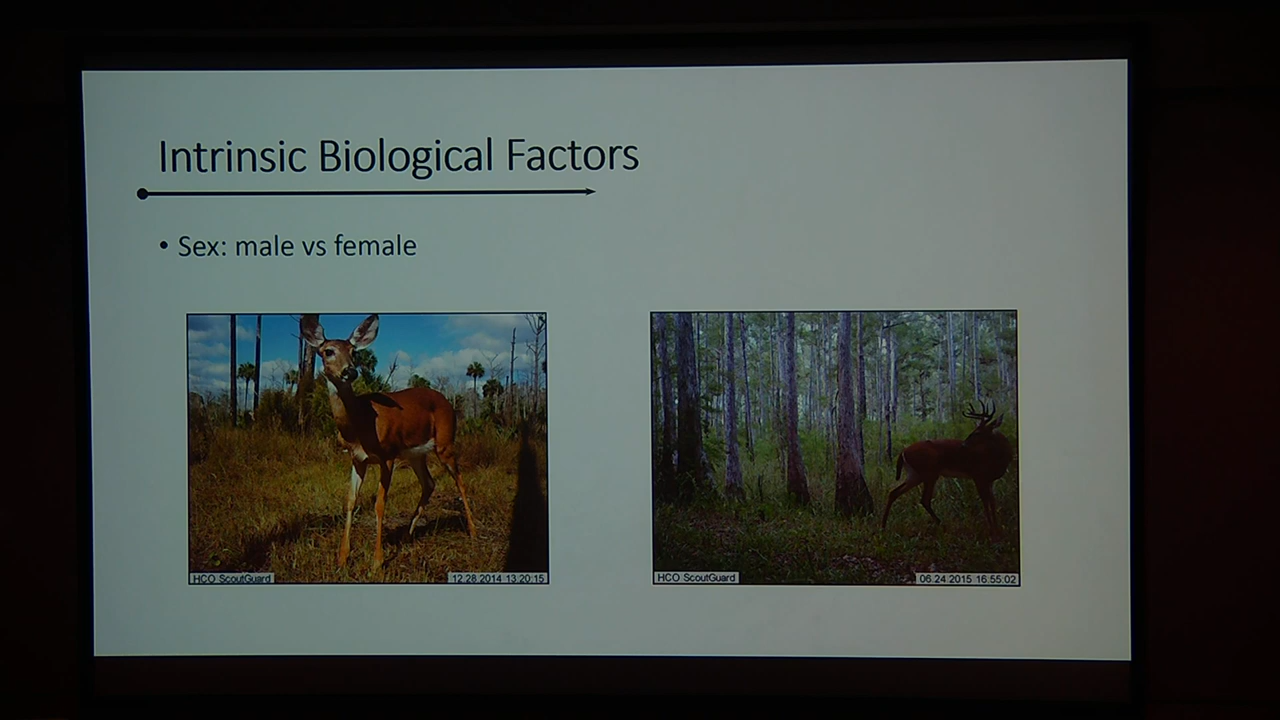 Intrinsic Biological Factors
• Sex: male vs female
HCO ScoutGuard
12.28.2014 13:20:15
HCO ScoutGuard
06.24.2015 16:55:02